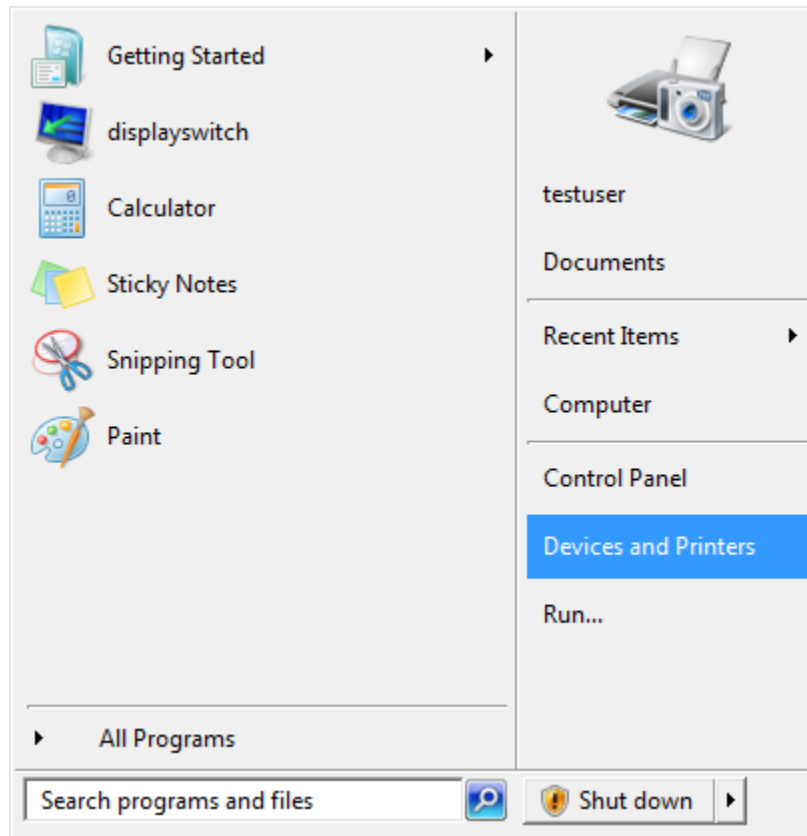 Getting Started
displayswitch
Calculator
Sticky Notes
Snipping Tool
Paint
All Programs
Search programs and files
testuser
Documents
Recent Items
Computer
Control Panel
Devices and Printers
Run...
Shut down